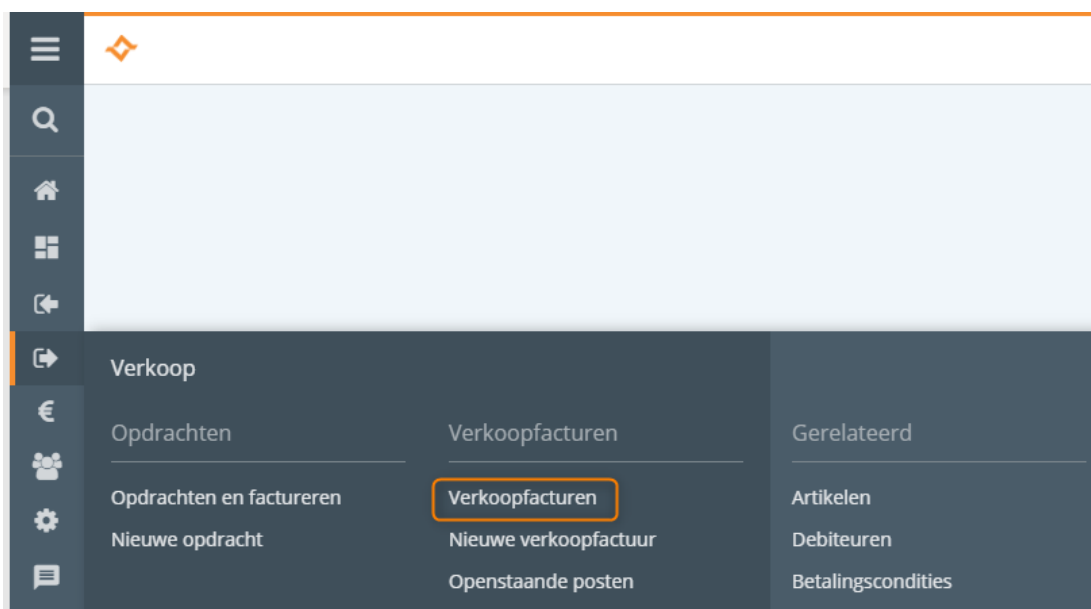 Verkoop
Opdrachten
Verkoopfacturen
Gerelateerd
Opdrachten en factureren
Verkoopfacturen
Artikelen
Nieuwe opdracht
Nieuwe verkoopfactuur
Debiteuren
Openstaande posten
Betalingscondities